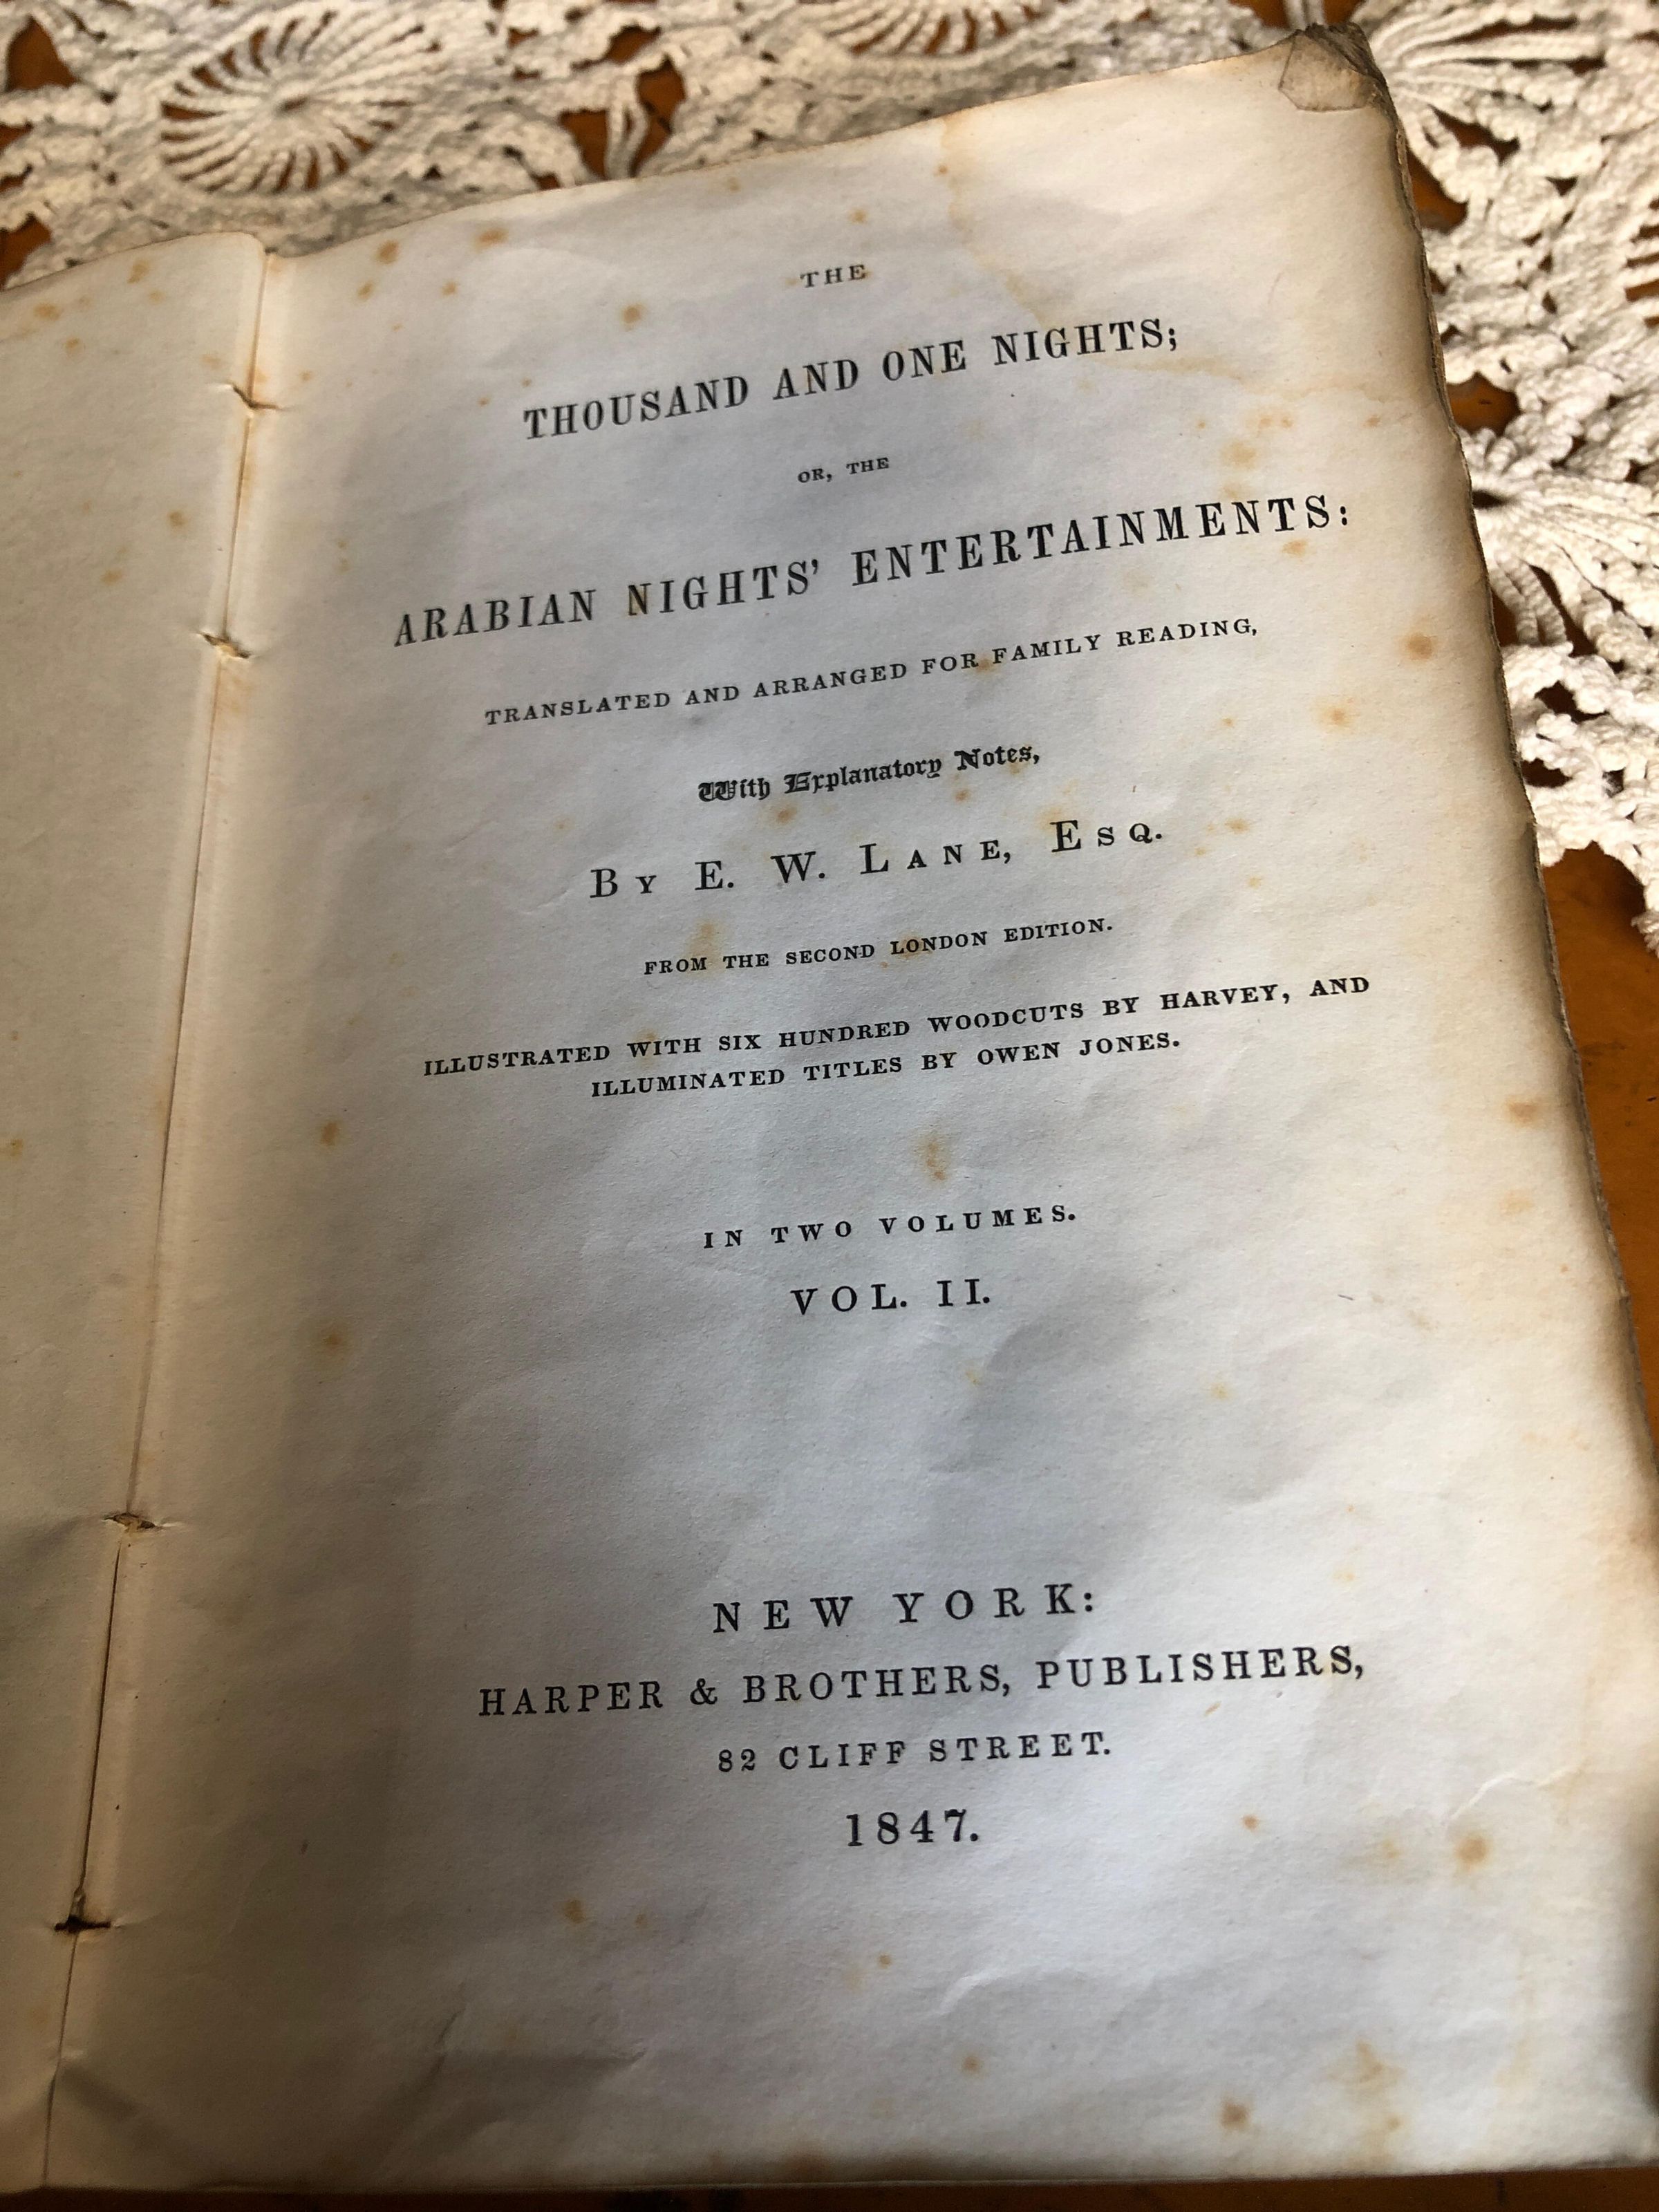 THE
THOUSAND AND ONE NIGHTS;
OR, THE
ARABIAN NIGHTS' ENTERTAINMENTS:
TRANSLATED AND ARRANGED FOR FAMILY READING,
With Explanatory Notes,
BY E. W. LANE, ESQ.
FROM THE SECOND LONDON EDITION.
ILLUSTRATED WITH SIX HUNDRED WOODCUTS BY HARVEY, AND
ILLUMINATED TITLES BY OWEN JONES.
IN TWO VOLUMES.
VOL. II.
NEW YORK:
HARPER & BROTHERS, PUBLISHERS,
82 CLIFF STREET.
1847.